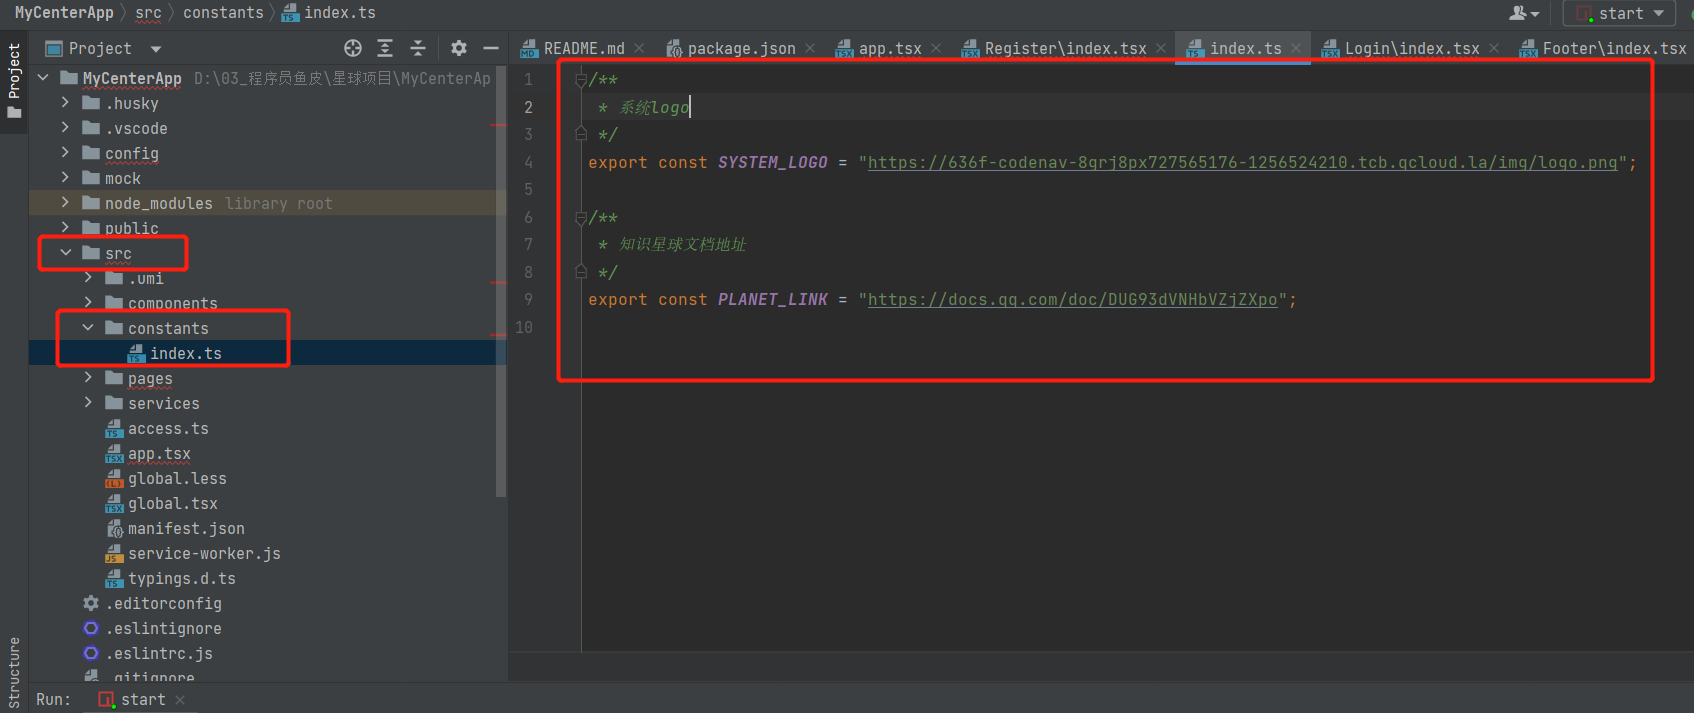 MyCenterApp 〉 src 〉 constants 〉 index.ts
start
Project
Project
README.md
package.json
app.tsx
Register\index.tsx
index.ts
Login\index.tsx
Footer\index.tsx
MyCenterApp D:\03_程序员鱼皮\星球项目\MyCenterAp
.husky
.vscode
config
mock
node_modules library root
public
src
.umi
components
constants
index.ts
pages
services
access.ts
app.tsx
global.less
global.tsx
manifest.json
service-worker.js
typings.d.ts
.editorconfig
.eslintignore
.eslintrc.js
.gitignore
1 /**
2 * 系统logo
3 */
4 export const SYSTEM_LOGO = "https://636f-codenav-8grj8px727565176-1256524210.tcb.qcloud.la/img/logo.png";
5
6 /**
7 * 知识星球文档地址
8 */
9 export const PLANET_LINK = "https://docs.qq.com/doc/DUG93dVNHbVZjZXpo";
10
Structure
Run: start